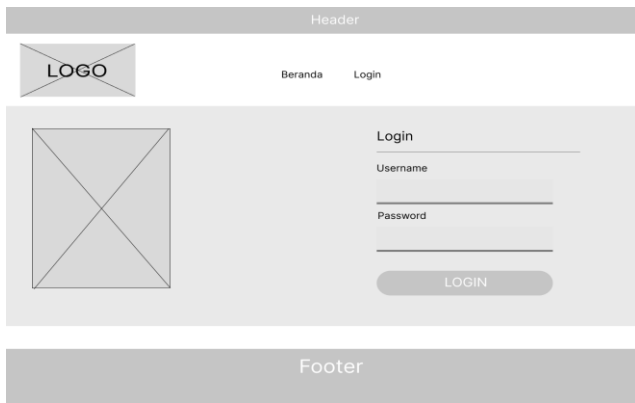 Header
LOGO
Beranda Login
Login
Username
Password
LOGIN
Footer